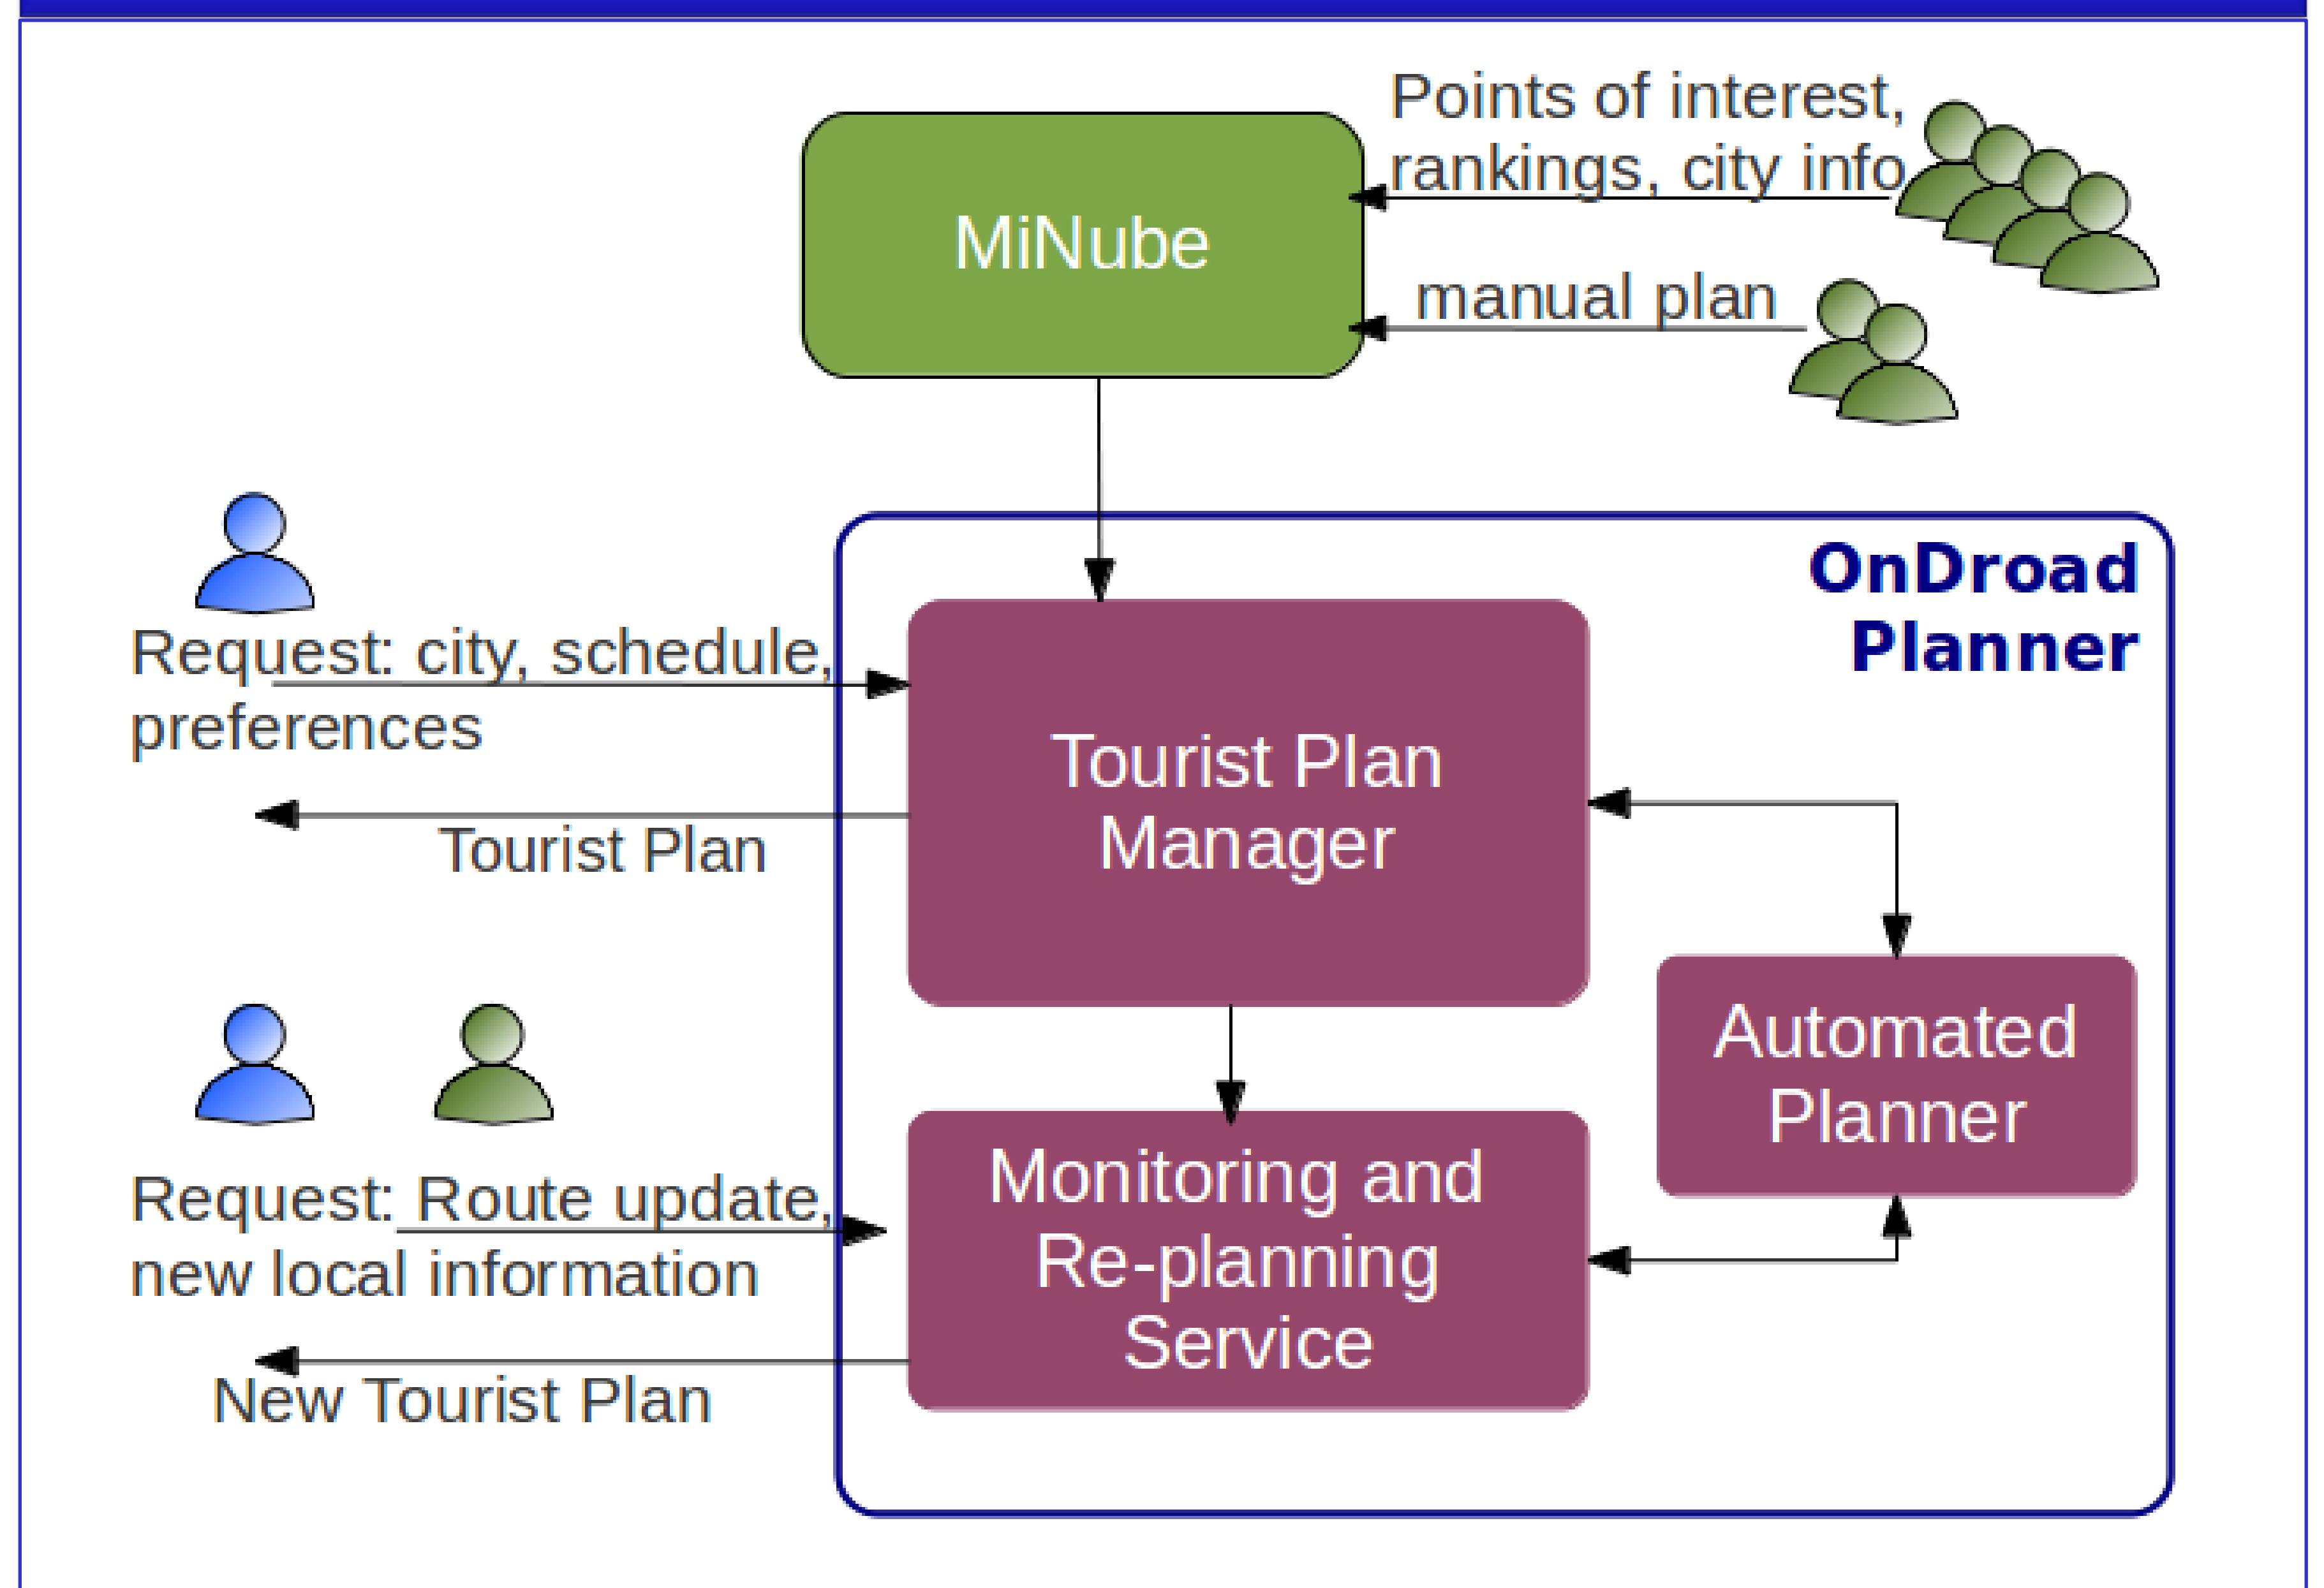 Points of interest,
rankings, city info
MiNube
manual plan
OnDroad
Planner
Request: city, schedule,
preferences
Tourist Plan
Manager
Tourist Plan
Automated
Planner
Monitoring and
Re-planning
Service
Request: Route update,
new local information
New Tourist Plan